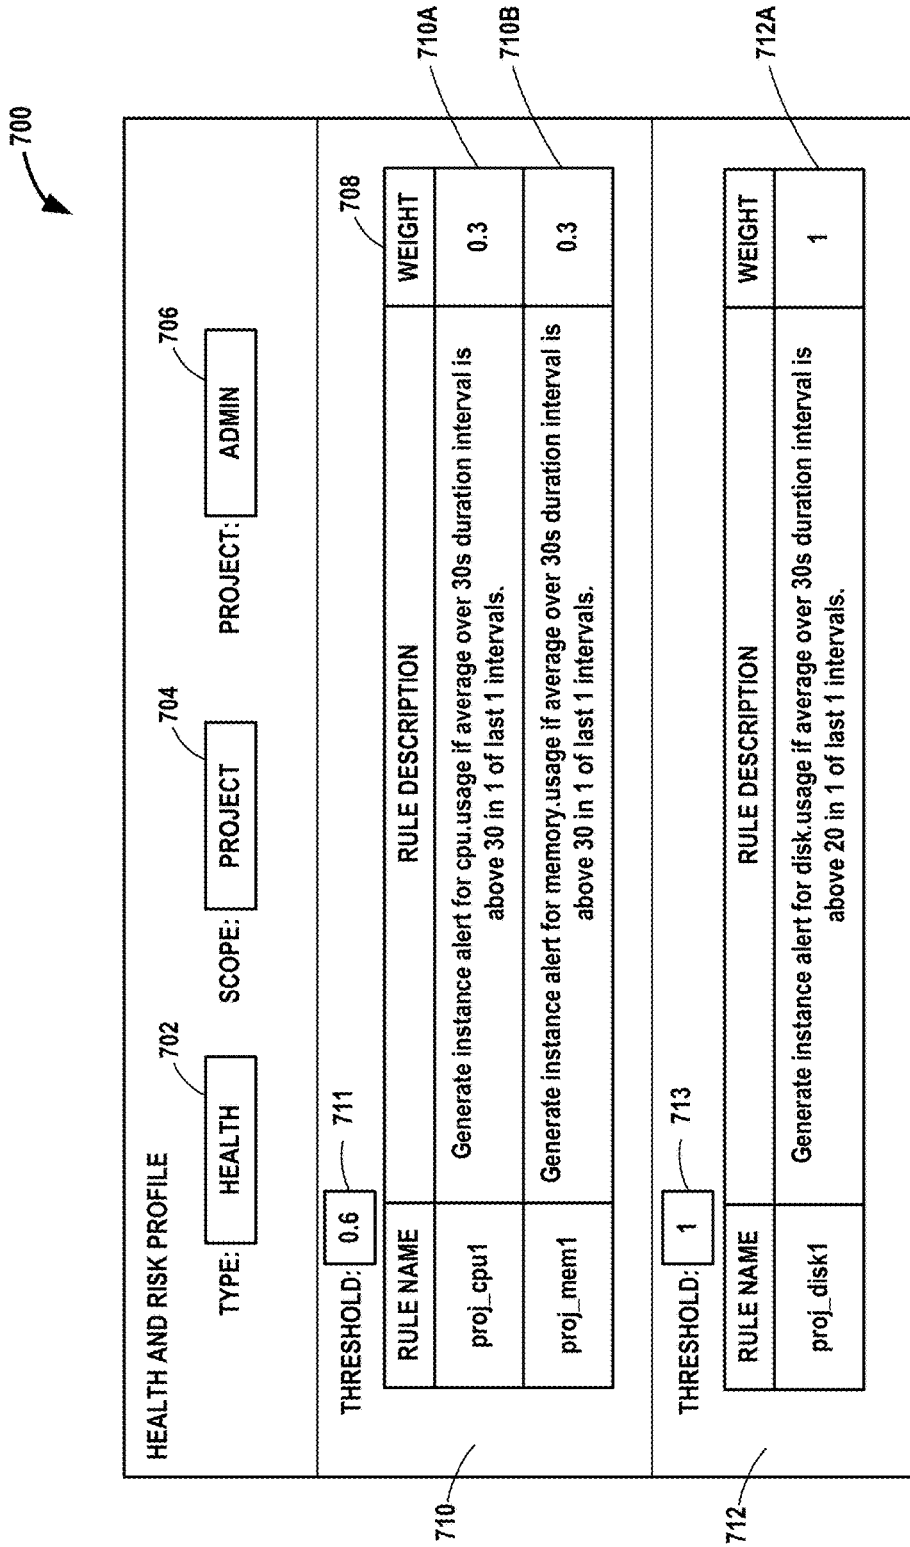 700
HEALTH AND RISK PROFILE
702
704
706
TYPE: HEALTH SCOPE: PROJECT PROJECT: ADMIN
THRESHOLD: 0.6
711
708
RULE NAME RULE DESCRIPTION WEIGHT
proj_cpu1 Generate instance alert for cpu.usage if average over 30s duration interval is 0.3
above 30 in 1 of last 1 intervals.
710A
proj_mem1 Generate instance alert for memory.usage if average over 30s duration interval is 0.3
above 30 in 1 of last 1 intervals.
710B
710
THRESHOLD: 1
713
RULE NAME RULE DESCRIPTION WEIGHT
proj_disk1 Generate instance alert for disk.usage if average over 30s duration interval is 1
above 20 in 1 of last 1 intervals.
712A
712